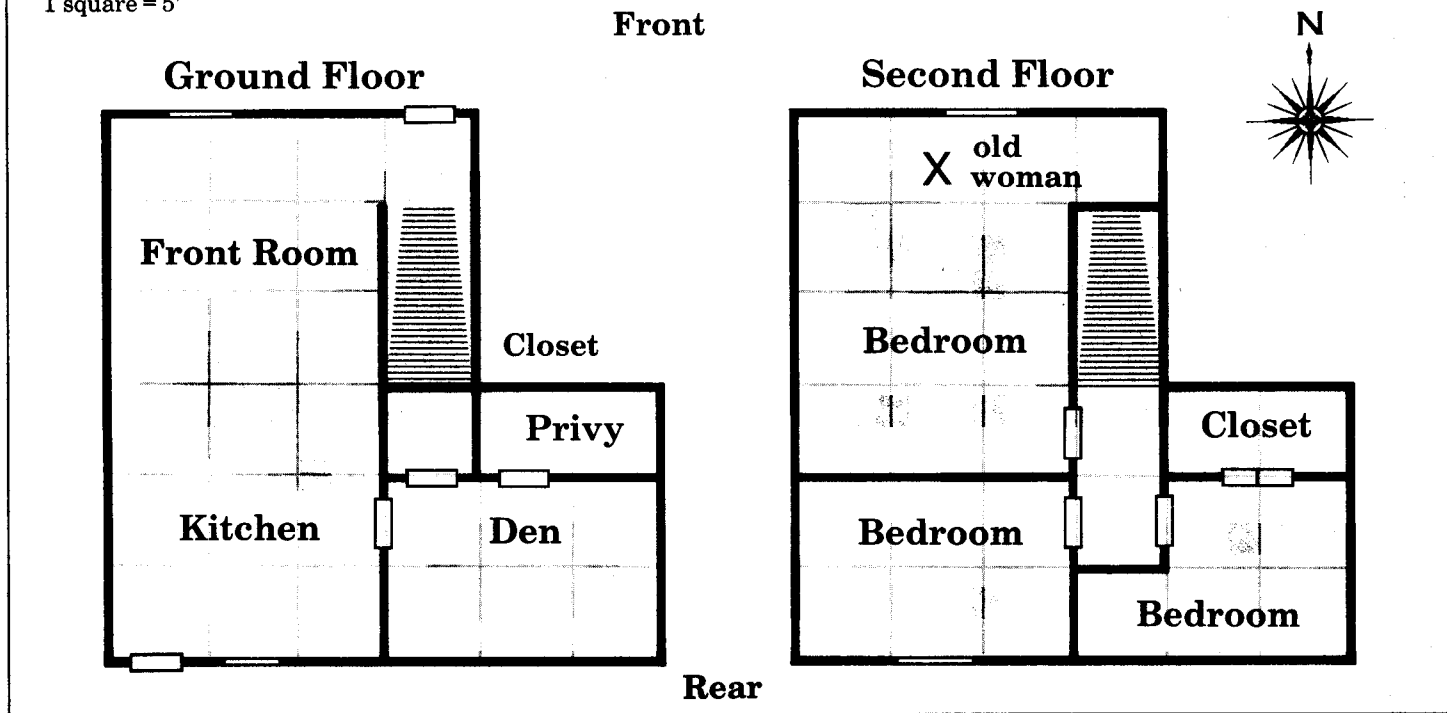 1 square = 5'
Front
N
Ground Floor
Second Floor
X old
woman
Front Room
Closet
Bedroom
Privy
Closet
Kitchen
Den
Bedroom
Bedroom
Rear